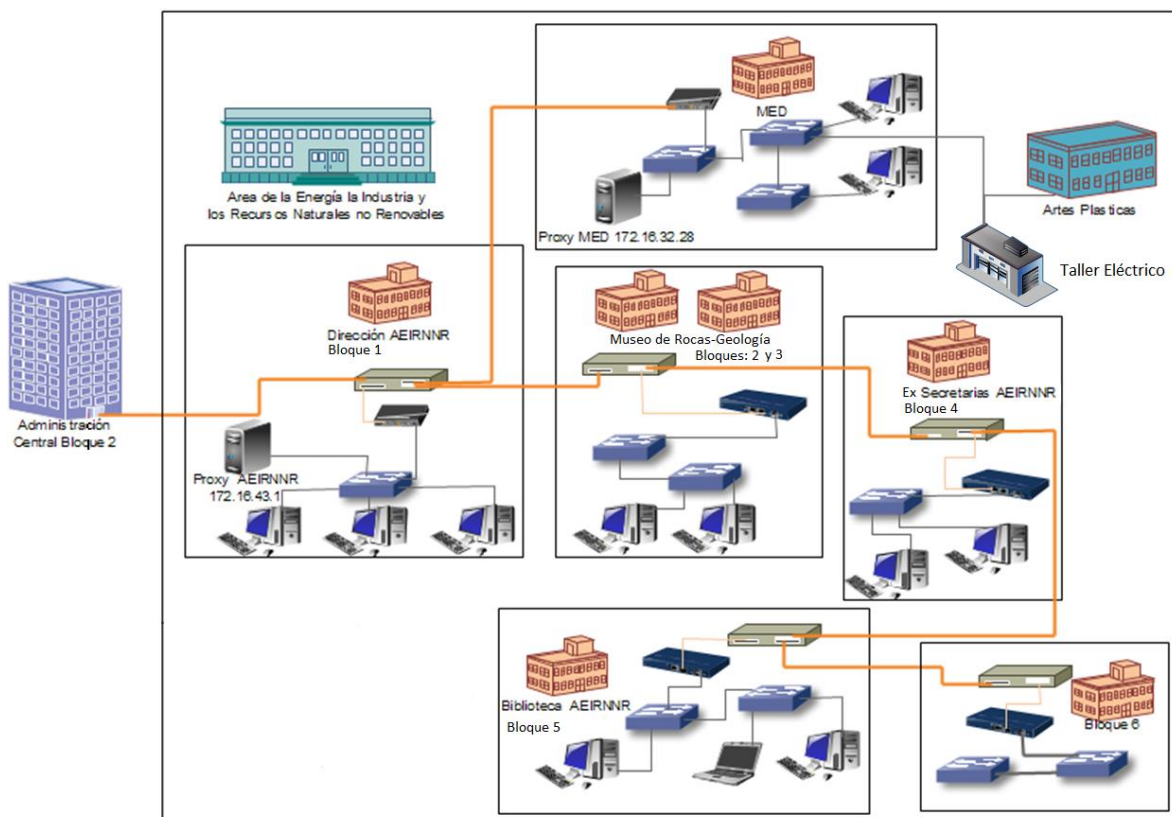 MED
Area de la Energía la Industria y
los Recursos Naturales no Renovables
Artes Plasticas
Proxy MED 172.16.32.28
Taller Eléctrico
Dirección AEIRNNR
Bloque 1
Museo de Rocas-Geología
Bloques: 2 y 3
Ex Secretarias AEIRNNR
Bloque 4
Administración
Central Bloque 2
Proxy AEIRNNR
172.16.43.1
Biblioteca AEIRNNR
Bloque 5
Bloque 6